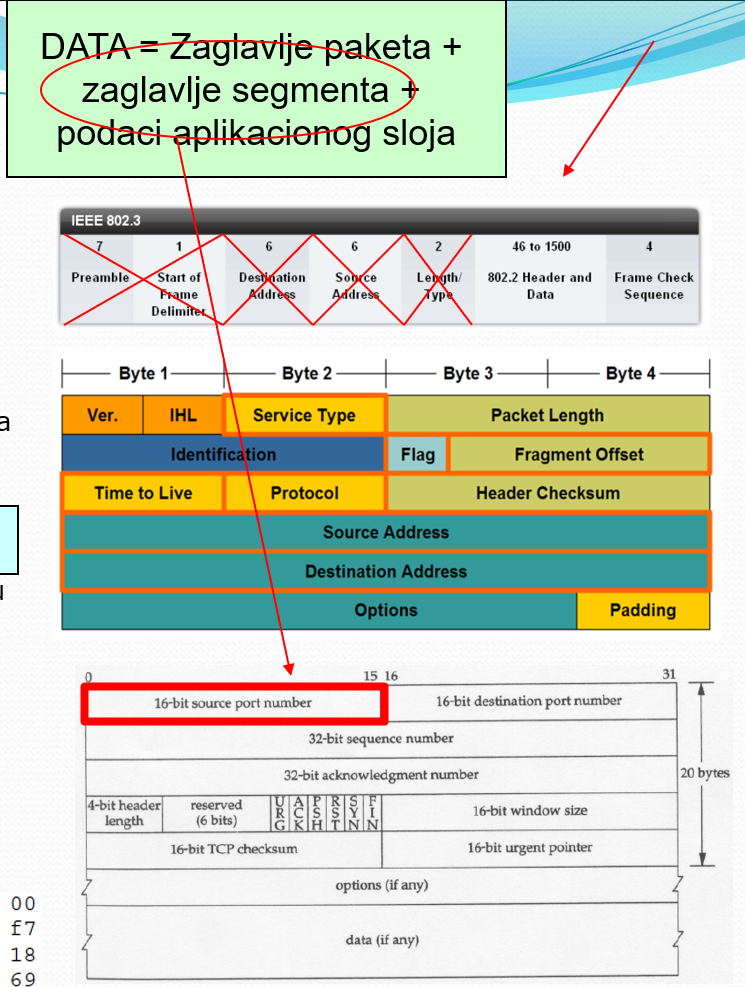 DATA = Zaglavlje paketa +
zaglavlje segmenta +
podaci aplikacionog sloja
IEEE 802.3
7 1 6 6 2 46 to 1500 4
Preamble Start of Frame Delimiter Destination Address Source Address Length/ Type 802.2 Header and Data Frame Check Sequence
Byte 1 Byte 2 Byte 3 Byte 4
a
Ver. IHL Service Type Packet Length
Identification Flag Fragment Offset
Time to Live Protocol Header Checksum
Source Address
Destination Address
u
Options Padding
0 15 16 31
16-bit source port number 16-bit destination port number
32-bit sequence number
32-bit acknowledgment number
20 bytes
4-bit header length reserved (6 bits) URG ACK PSH RST SYN FIN 16-bit window size
16-bit TCP checksum 16-bit urgent pointer
options (if any)
data (if any)
00
f7
18
69